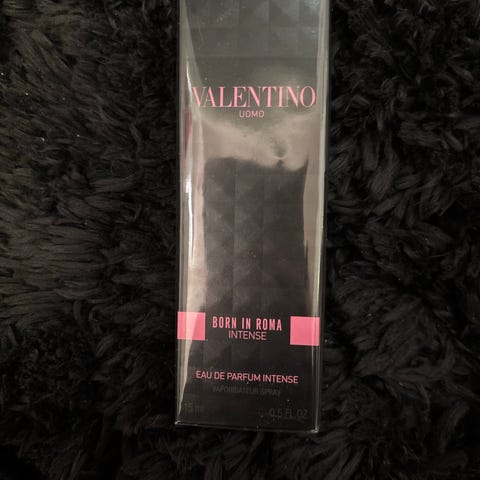 VALENTINO
UOMO
BORN IN ROMA
INTENSE
EAU DE PARFUM INTENSE
VAPORISATEUR SPRAY
15 ml 0.5 FL.OZ